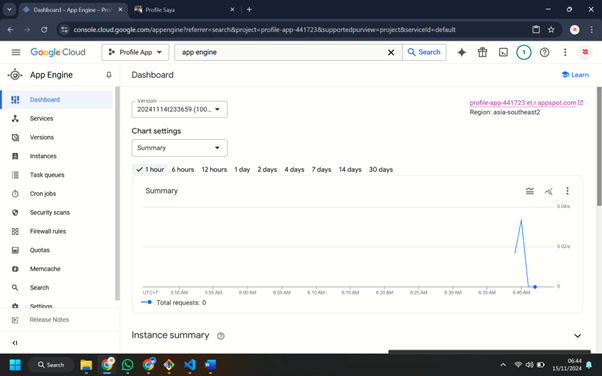 Dashboard – App Engine – Prof
Profile Saya
console.cloud.google.com/appengine?referrer=search&project=profile-app-441723&supportedpurview=project&serviceId=default
Google Cloud
Profile App
app engine
Search
1
App Engine
Dashboard
Learn
Dashboard
Services
Versions
Instances
Task queues
Cron jobs
Security scans
Firewall rules
Quotas
Memcache
Search
Settings
Release Notes
Version
20241114t233659 (100...
profile-app-441723.et.r.appspot.com
Region: asia-southeast2
Chart settings
Summary
1 hour 6 hours 12 hours 1 day 2 days 4 days 7 days 14 days 30 days
Summary
0.04/s
0.02/s
0
UTC+7 5:50 AM 5:55 AM 6:00 AM 6:05 AM 6:10 AM 6:15 AM 6:20 AM 6:25 AM 6:30 AM 6:35 AM 6:40 AM
Total requests: 0
Instance summary
Search
06:44
15/11/2024